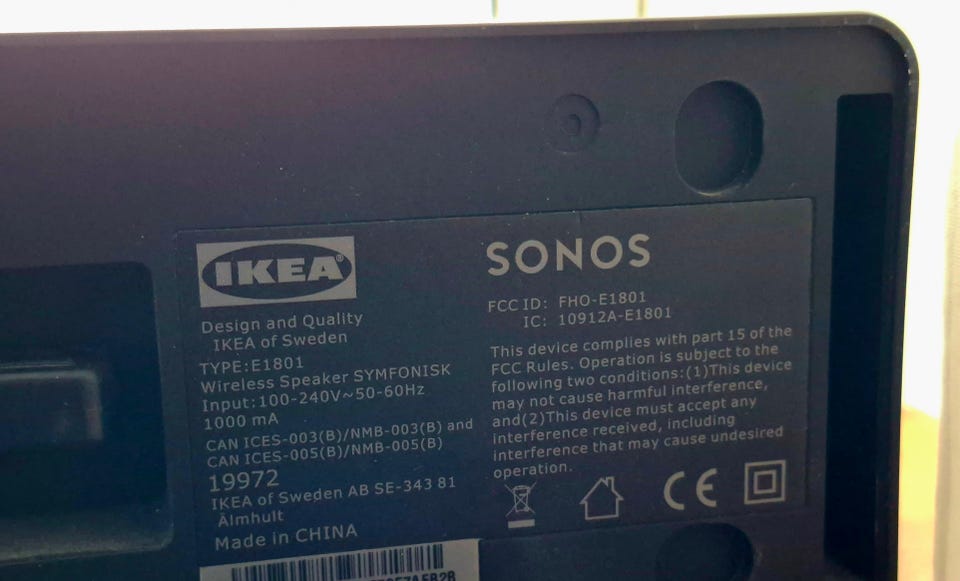 IKEA®
Design and Quality
IKEA of Sweden
TYPE:E1801
Wireless Speaker SYMFONISK
Input:100-240V~50-60Hz
1000 mA
CAN ICES-003(B)/NMB-003(B) and
CAN ICES-005(B)/NMB-005(B)
19972
IKEA of Sweden AB SE-343 81
Älmhult
Made in CHINA
SONOS
FCC ID: FHO-E1801
IC: 10912A-E1801
This device complies with part 15 of the
FCC Rules. Operation is subject to the
following two conditions:(1)This device
may not cause harmful interference,
and(2)This device must accept any
interference received, including
interference that may cause undesired
operation.
CE